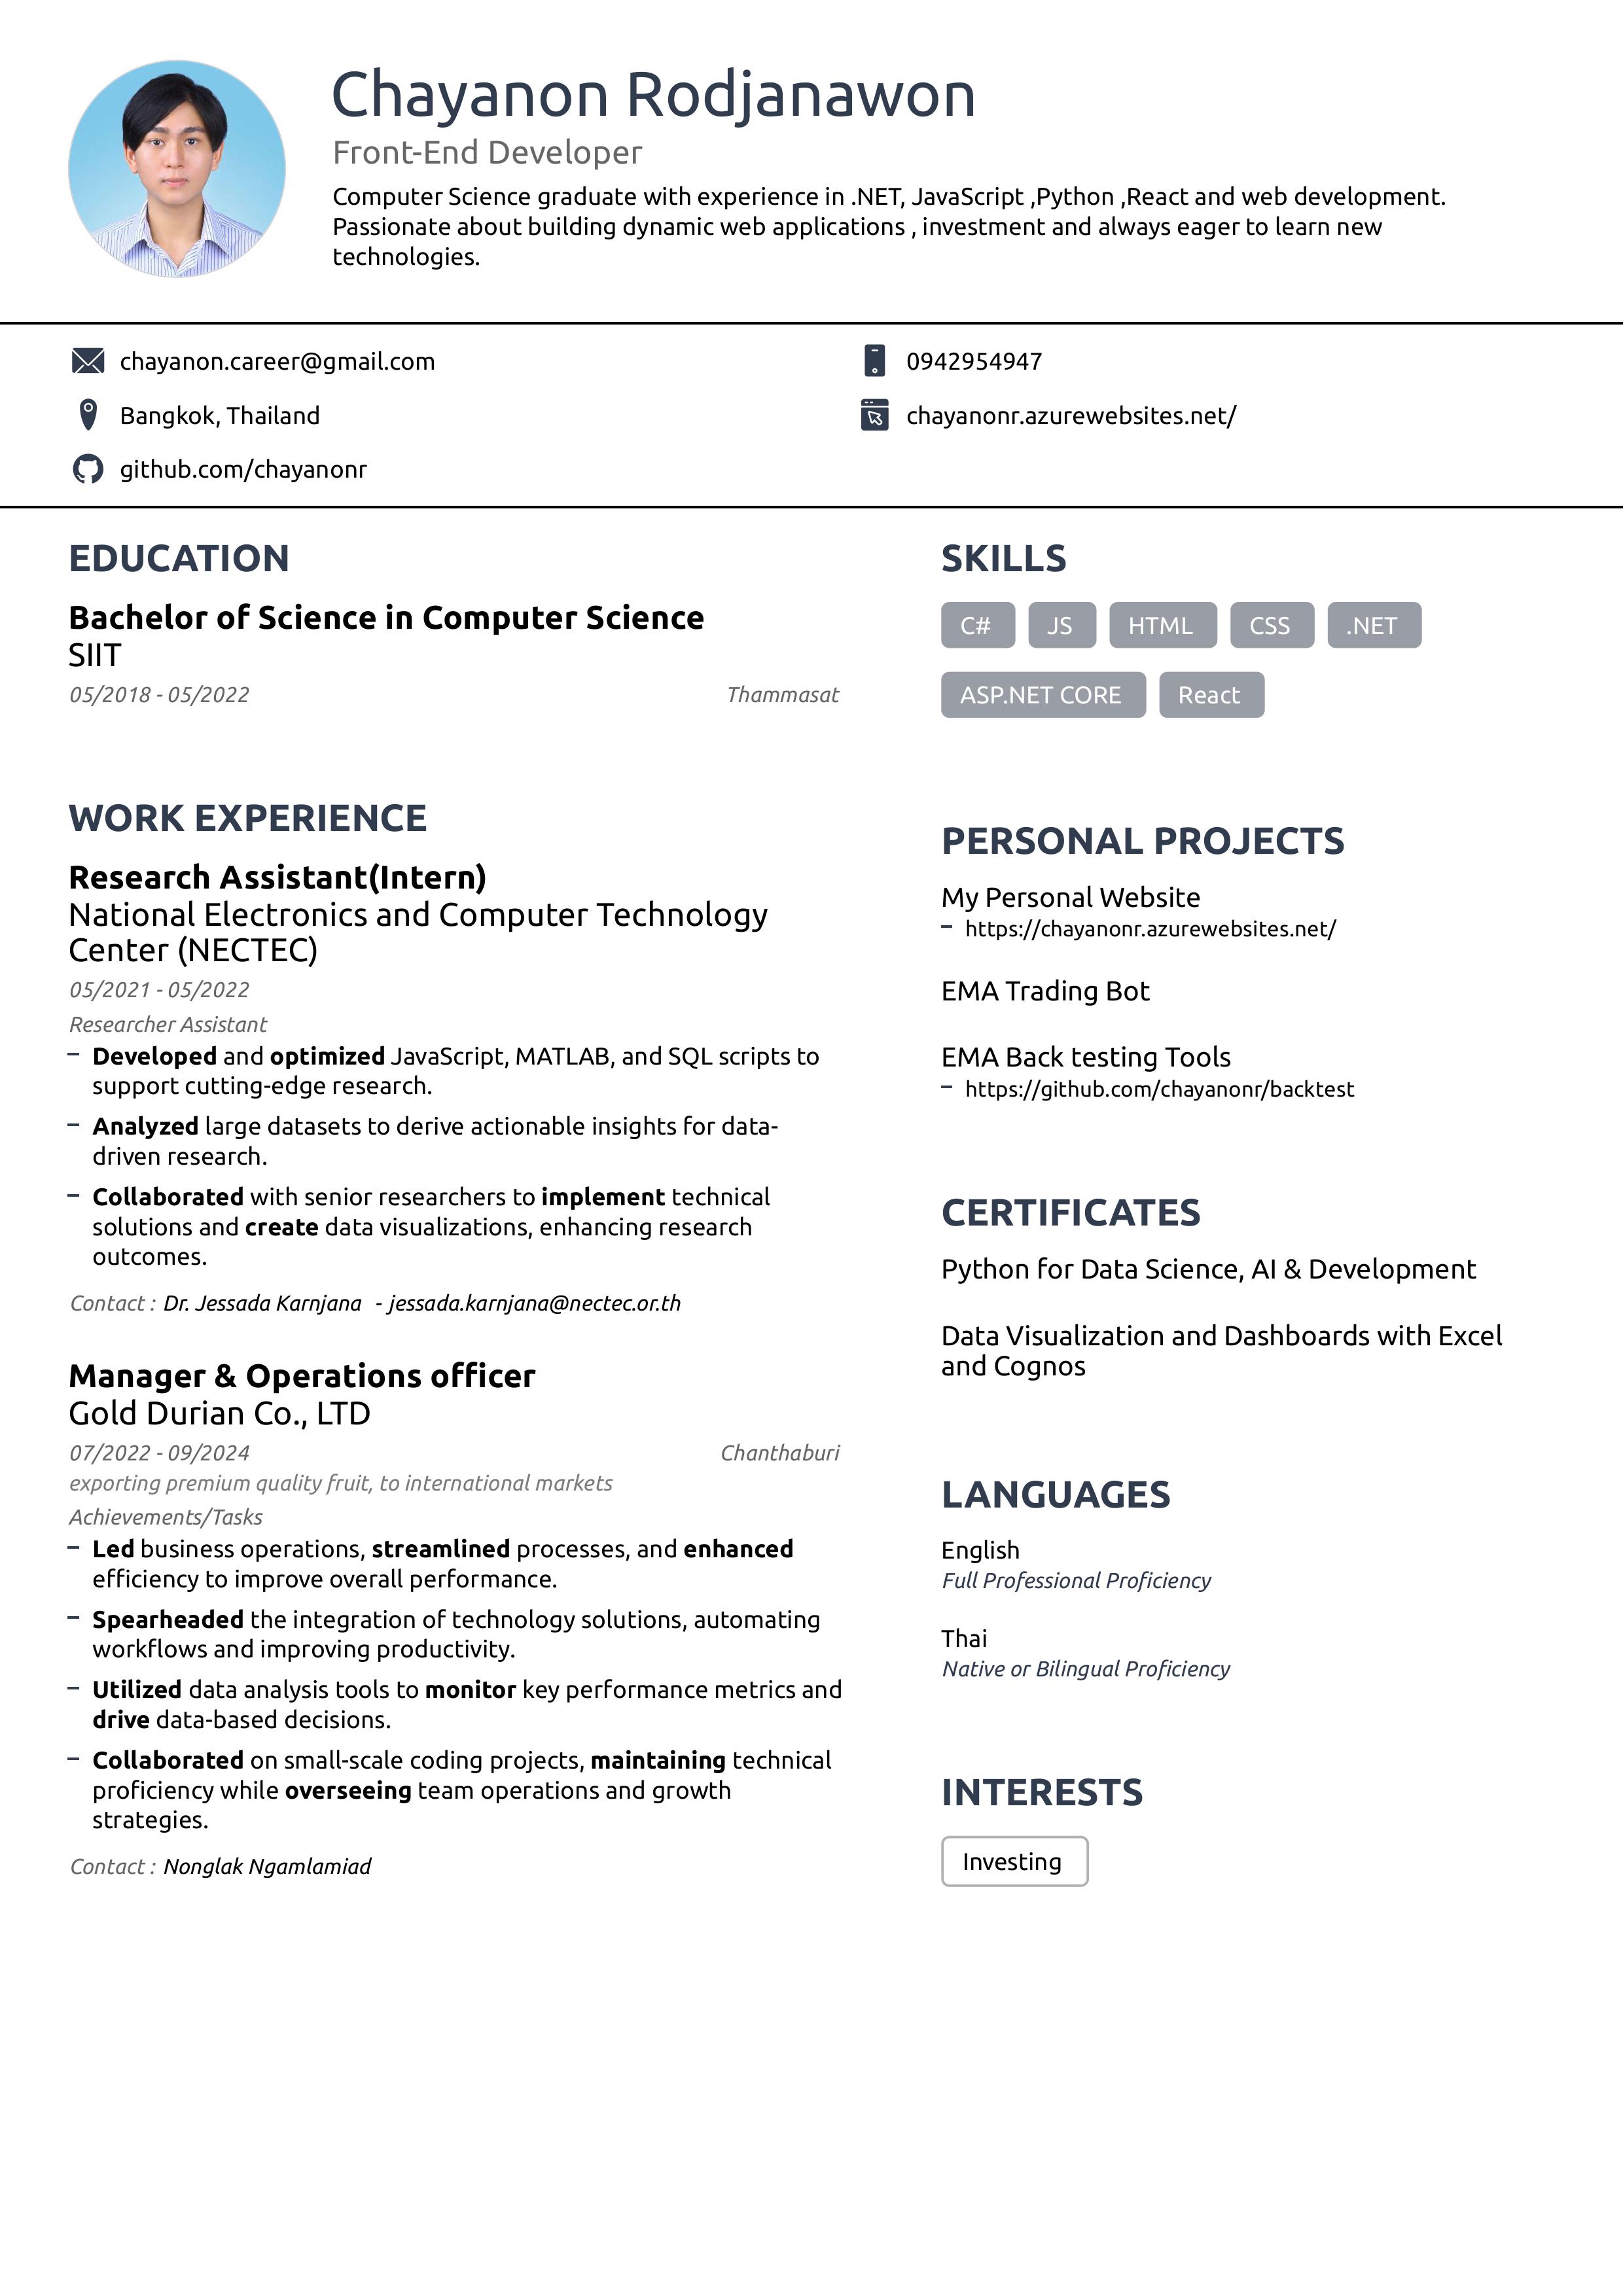 Chayanon Rodjanawon
Front-End Developer
Computer Science graduate with experience in .NET, JavaScript ,Python ,React and web development.
Passionate about building dynamic web applications , investment and always eager to learn new
technologies.
chayanon.career@gmail.com
0942954947
Bangkok, Thailand
chayanonr.azurewebsites.net/
github.com/chayanonr
EDUCATION
Bachelor of Science in Computer Science
SIIT
05/2018 - 05/2022
Thammasat
WORK EXPERIENCE
Research Assistant(Intern)
National Electronics and Computer Technology
Center (NECTEC)
05/2021 - 05/2022
Researcher Assistant
– Developed and optimized JavaScript, MATLAB, and SQL scripts to
support cutting-edge research.
– Analyzed large datasets to derive actionable insights for data-
driven research.
– Collaborated with senior researchers to implement technical
solutions and create data visualizations, enhancing research
outcomes.
Contact : Dr. Jessada Karnjana - jessada.karnjana@nectec.or.th
Manager & Operations officer
Gold Durian Co., LTD
07/2022 - 09/2024
Chanthaburi
exporting premium quality fruit, to international markets
Achievements/Tasks
– Led business operations, streamlined processes, and enhanced
efficiency to improve overall performance.
– Spearheaded the integration of technology solutions, automating
workflows and improving productivity.
– Utilized data analysis tools to monitor key performance metrics and
drive data-based decisions.
– Collaborated on small-scale coding projects, maintaining technical
proficiency while overseeing team operations and growth
strategies.
Contact : Nonglak Ngamlamiad
SKILLS
C#
JS
HTML
CSS
.NET
ASP.NET CORE
React
PERSONAL PROJECTS
My Personal Website
– https://chayanonr.azurewebsites.net/
EMA Trading Bot
EMA Back testing Tools
– https://github.com/chayanonr/backtest
CERTIFICATES
Python for Data Science, AI & Development
Data Visualization and Dashboards with Excel
and Cognos
LANGUAGES
English
Full Professional Proficiency
Thai
Native or Bilingual Proficiency
INTERESTS
Investing